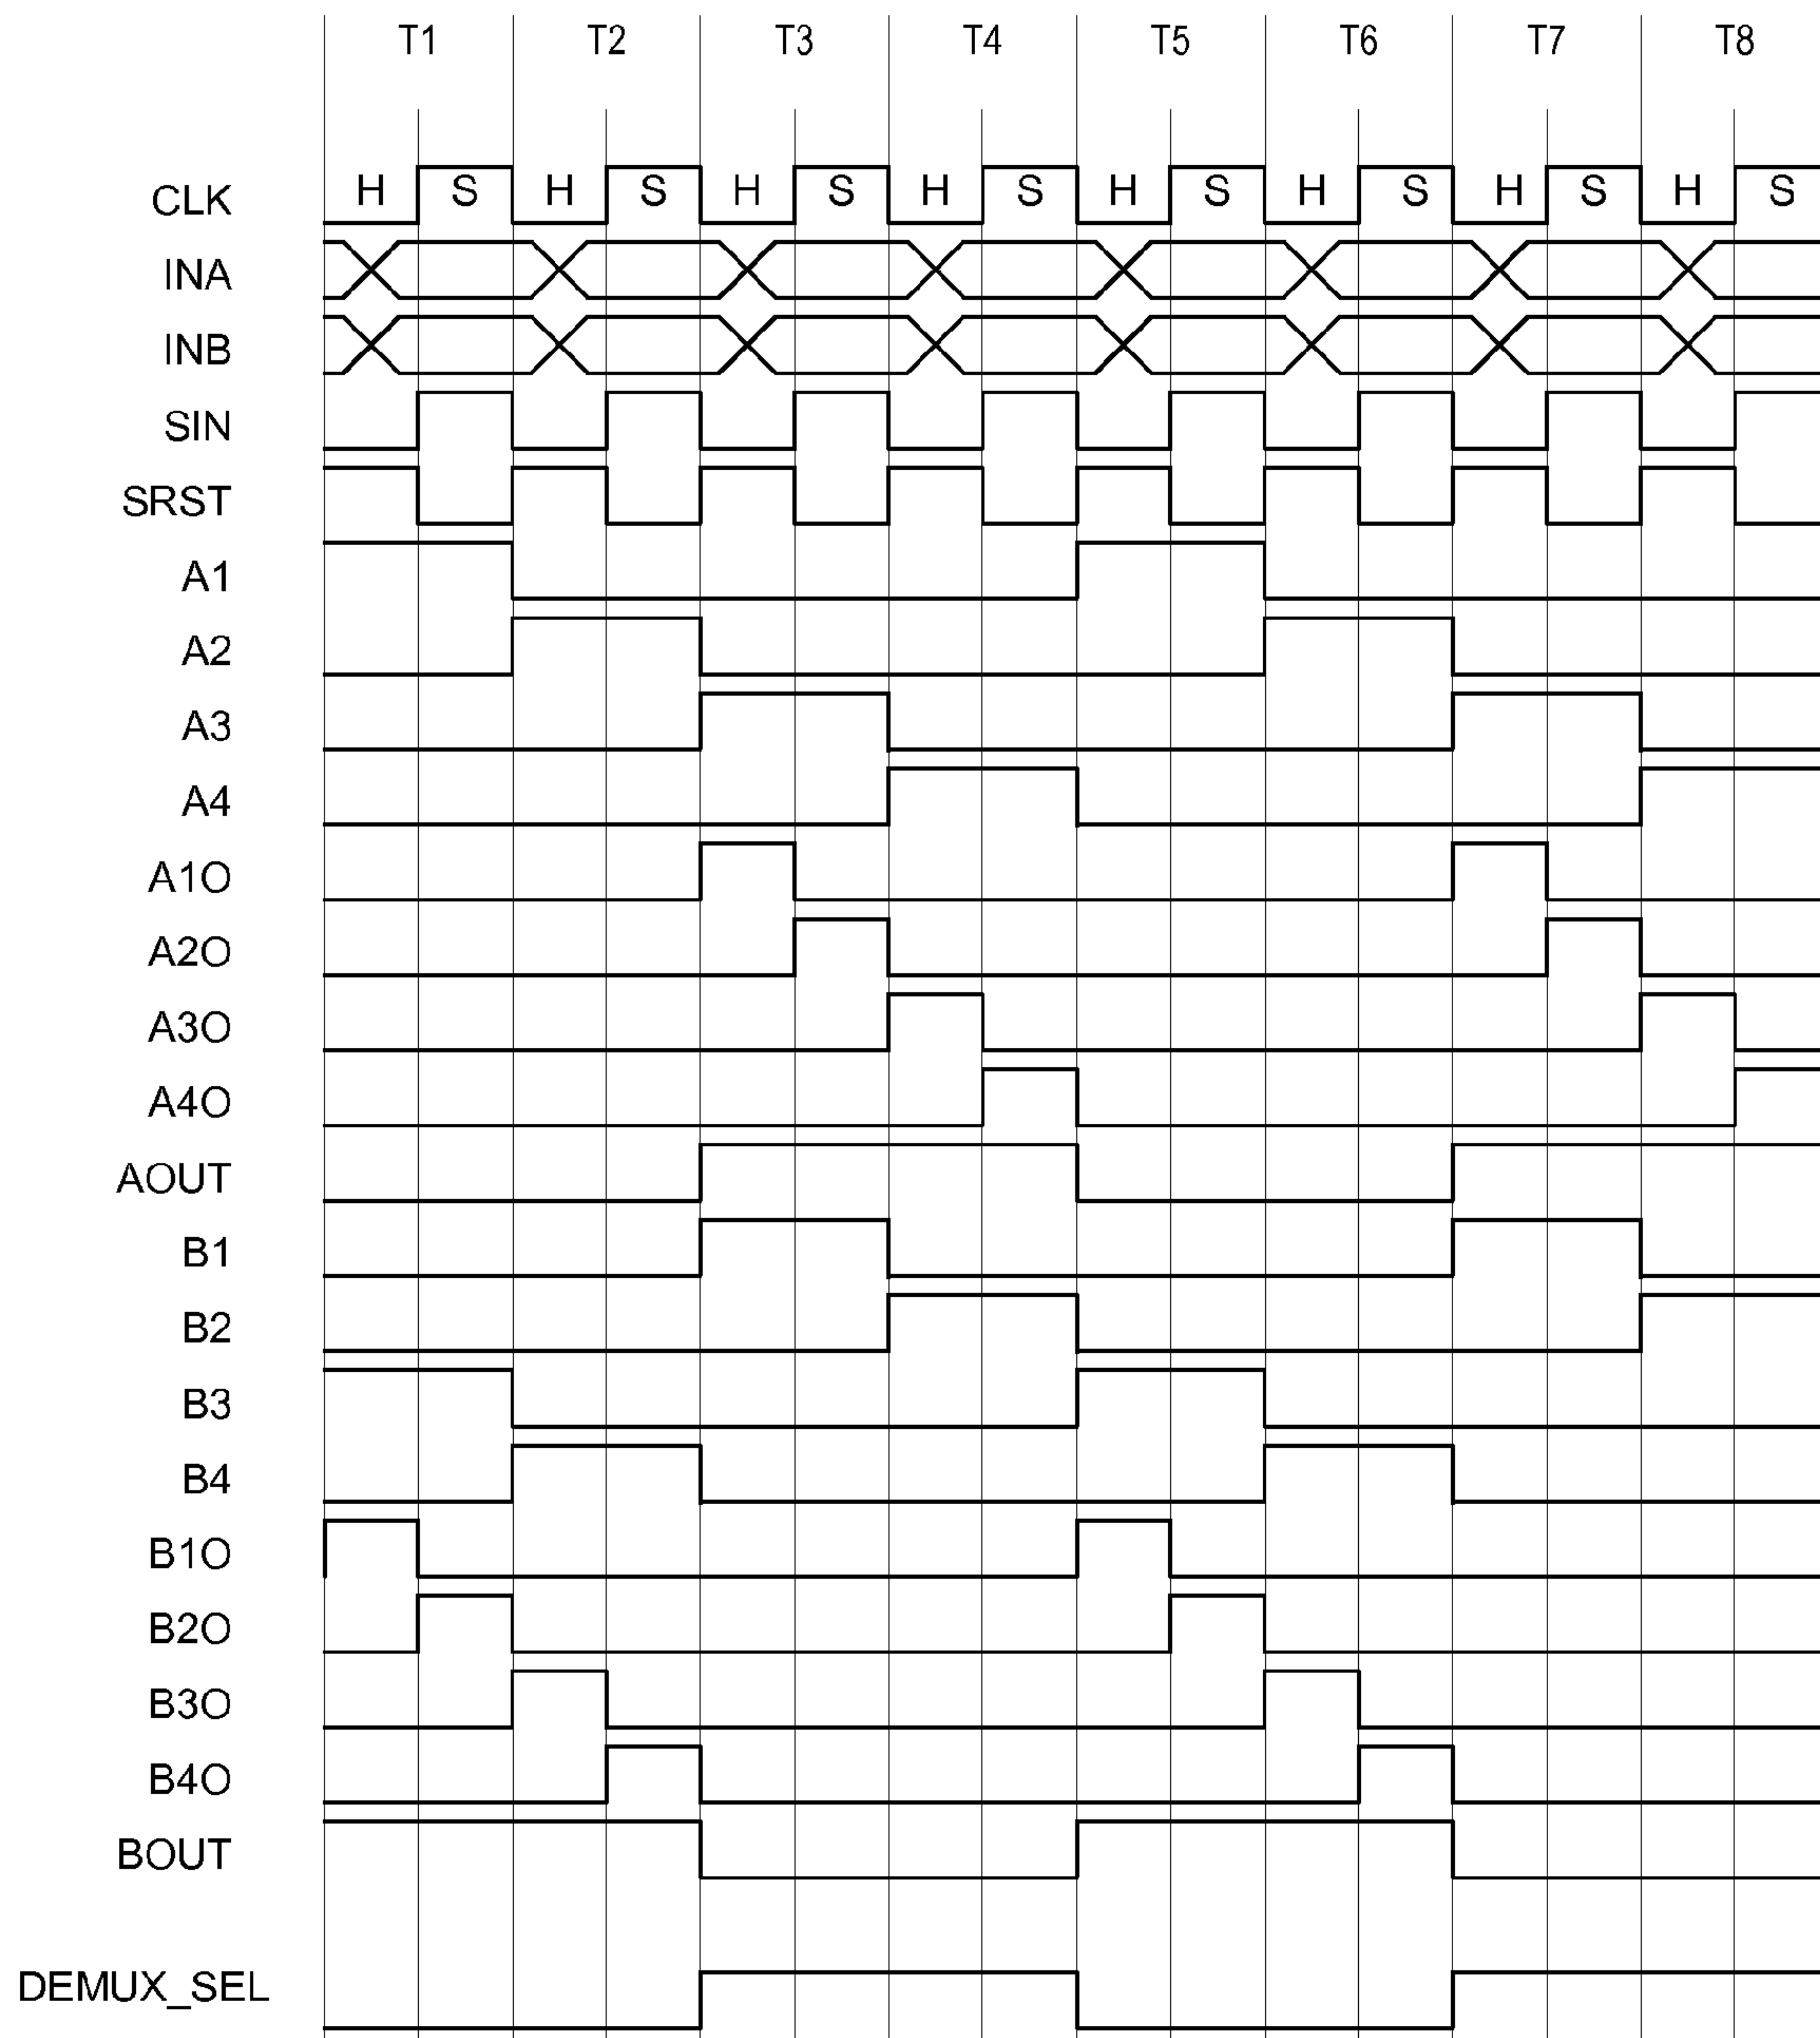 T1 T2 T3 T4 T5 T6 T7 T8
CLK H S H S H S H S H S H S H S H S
INA
INB
SIN
SRST
A1
A2
A3
A4
A1O
A2O
A3O
A4O
AOUT
B1
B2
B3
B4
B1O
B2O
B3O
B4O
BOUT
DEMUX_SEL